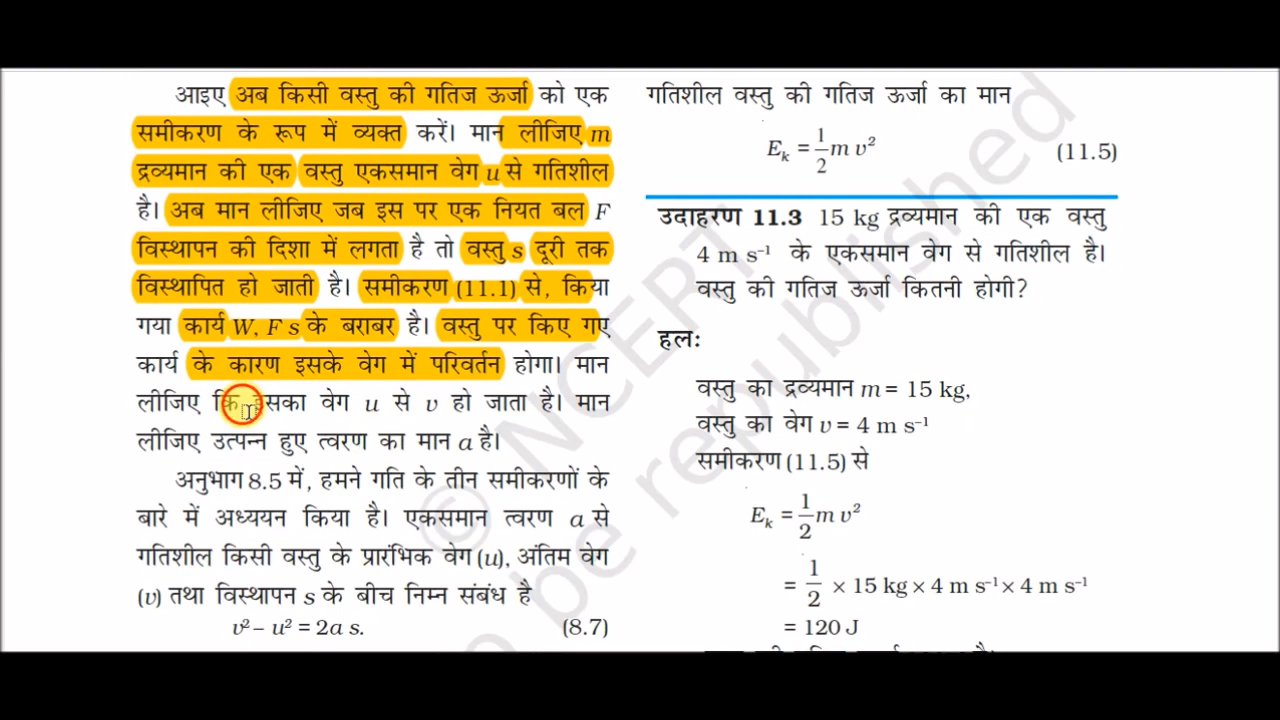 आइए अब किसी वस्तु की गतिज ऊर्जा को एक
समीकरण के रूप में व्यक्त करें। मान लीजिए m
द्रव्यमान की एक वस्तु एकसमान वेग u से गतिशील
है। अब मान लीजिए जब इस पर एक नियत बल F
विस्थापन की दिशा में लगता है तो वस्तु s दूरी तक
विस्थापित हो जाती है। समीकरण (11.1) से, किया
गया कार्य W, F s के बराबर है। वस्तु पर किए गए
कार्य के कारण इसके वेग में परिवर्तन होगा। मान
लीजिए कि इसका वेग u से v हो जाता है। मान
लीजिए उत्पन्न हुए त्वरण का मान a है।
अनुभाग 8.5 में, हमने गति के तीन समीकरणों के
बारे में अध्ययन किया है। एकसमान त्वरण a से
गतिशील किसी वस्तु के प्रारंभिक वेग (u), अंतिम वेग
(v) तथा विस्थापन s के बीच निम्न संबंध है
v² – u² = 2a s. (8.7)
गतिशील वस्तु की गतिज ऊर्जा का मान
Eₖ = 1/2 m v² (11.5)
उदाहरण 11.3 15 kg द्रव्यमान की एक वस्तु
4 m s⁻¹ के एकसमान वेग से गतिशील है।
वस्तु की गतिज ऊर्जा कितनी होगी?
हल:
वस्तु का द्रव्यमान m = 15 kg,
वस्तु का वेग v = 4 m s⁻¹
समीकरण (11.5) से
Eₖ = 1/2 m v²
= 1/2 × 15 kg × 4 m s⁻¹ × 4 m s⁻¹
= 120 J
© NCERT
o be republished